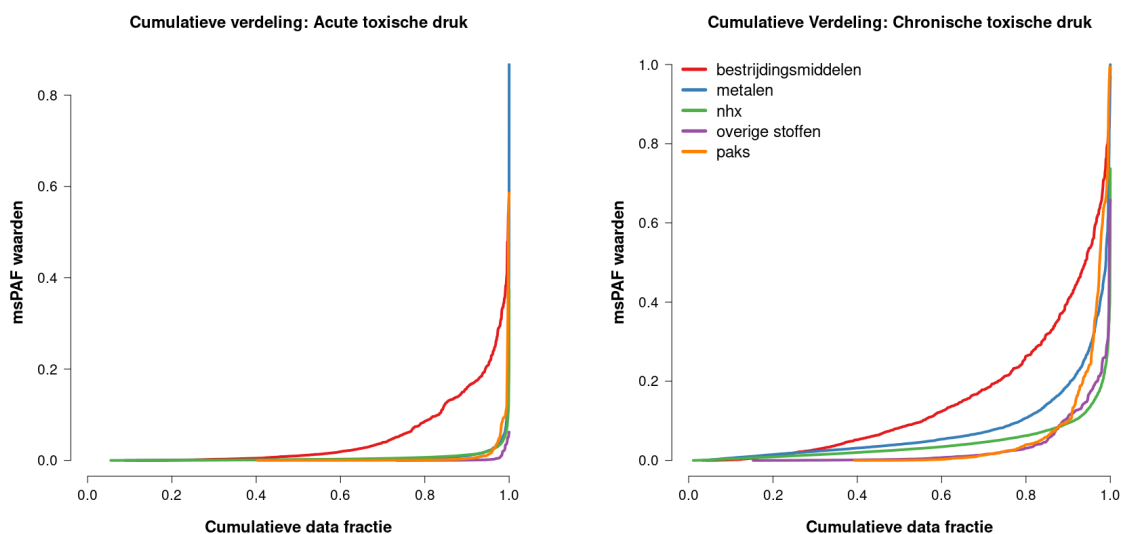 Cumulatieve verdeling: Acute toxische druk
msPAF waarden
0.8
0.6
0.4
0.2
0.0
0.0 0.2 0.4 0.6 0.8 1.0
Cumulatieve data fractie
Cumulatieve Verdeling: Chronische toxische druk
msPAF waarden
1.0
0.8
0.6
0.4
0.2
0.0
bestrijdingsmiddelen
metalen
nhx
overige stoffen
paks
0.0 0.2 0.4 0.6 0.8 1.0
Cumulatieve data fractie